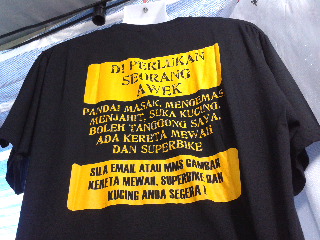 DI PERLUKAN
SEORANG
AWEK
PANDAI MASAK, MENGEMAS
MENJAHIT, SUKA KUCING,
BOLEH TANGGUNG SAYA,
ADA KERETA MEWAH
DAN SUPERBIKE
SILA EMAIL ATAU MMS GAMBAR
KERETA MEWAH, SUPERBIKE DAN
KUCING ANDA SEGERA !